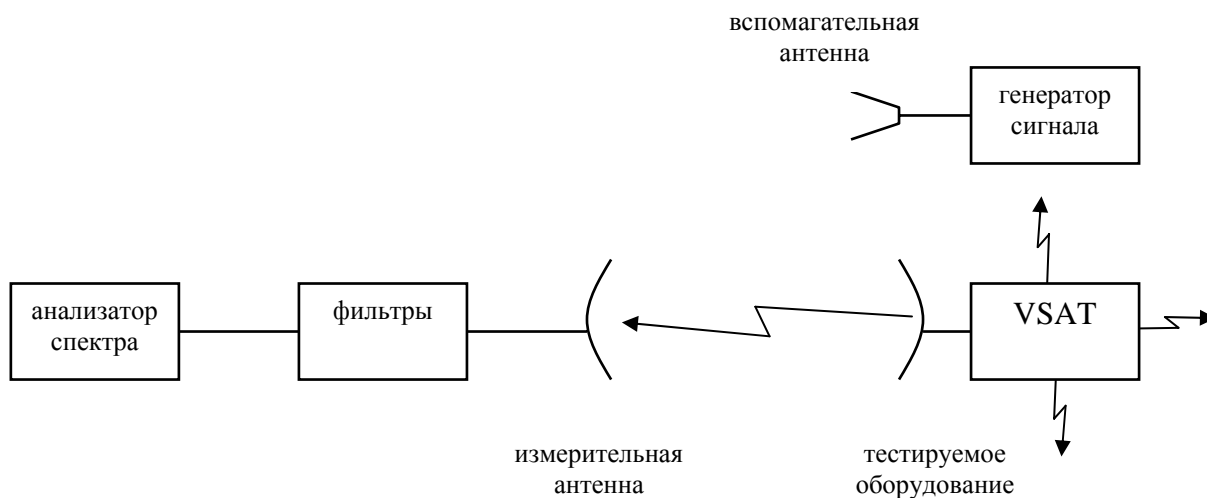 вспомагательная
антенна
генератор
сигнала
анализатор
спектра
фильтры
VSAT
измерительная
антенна
тестируемое
оборудование